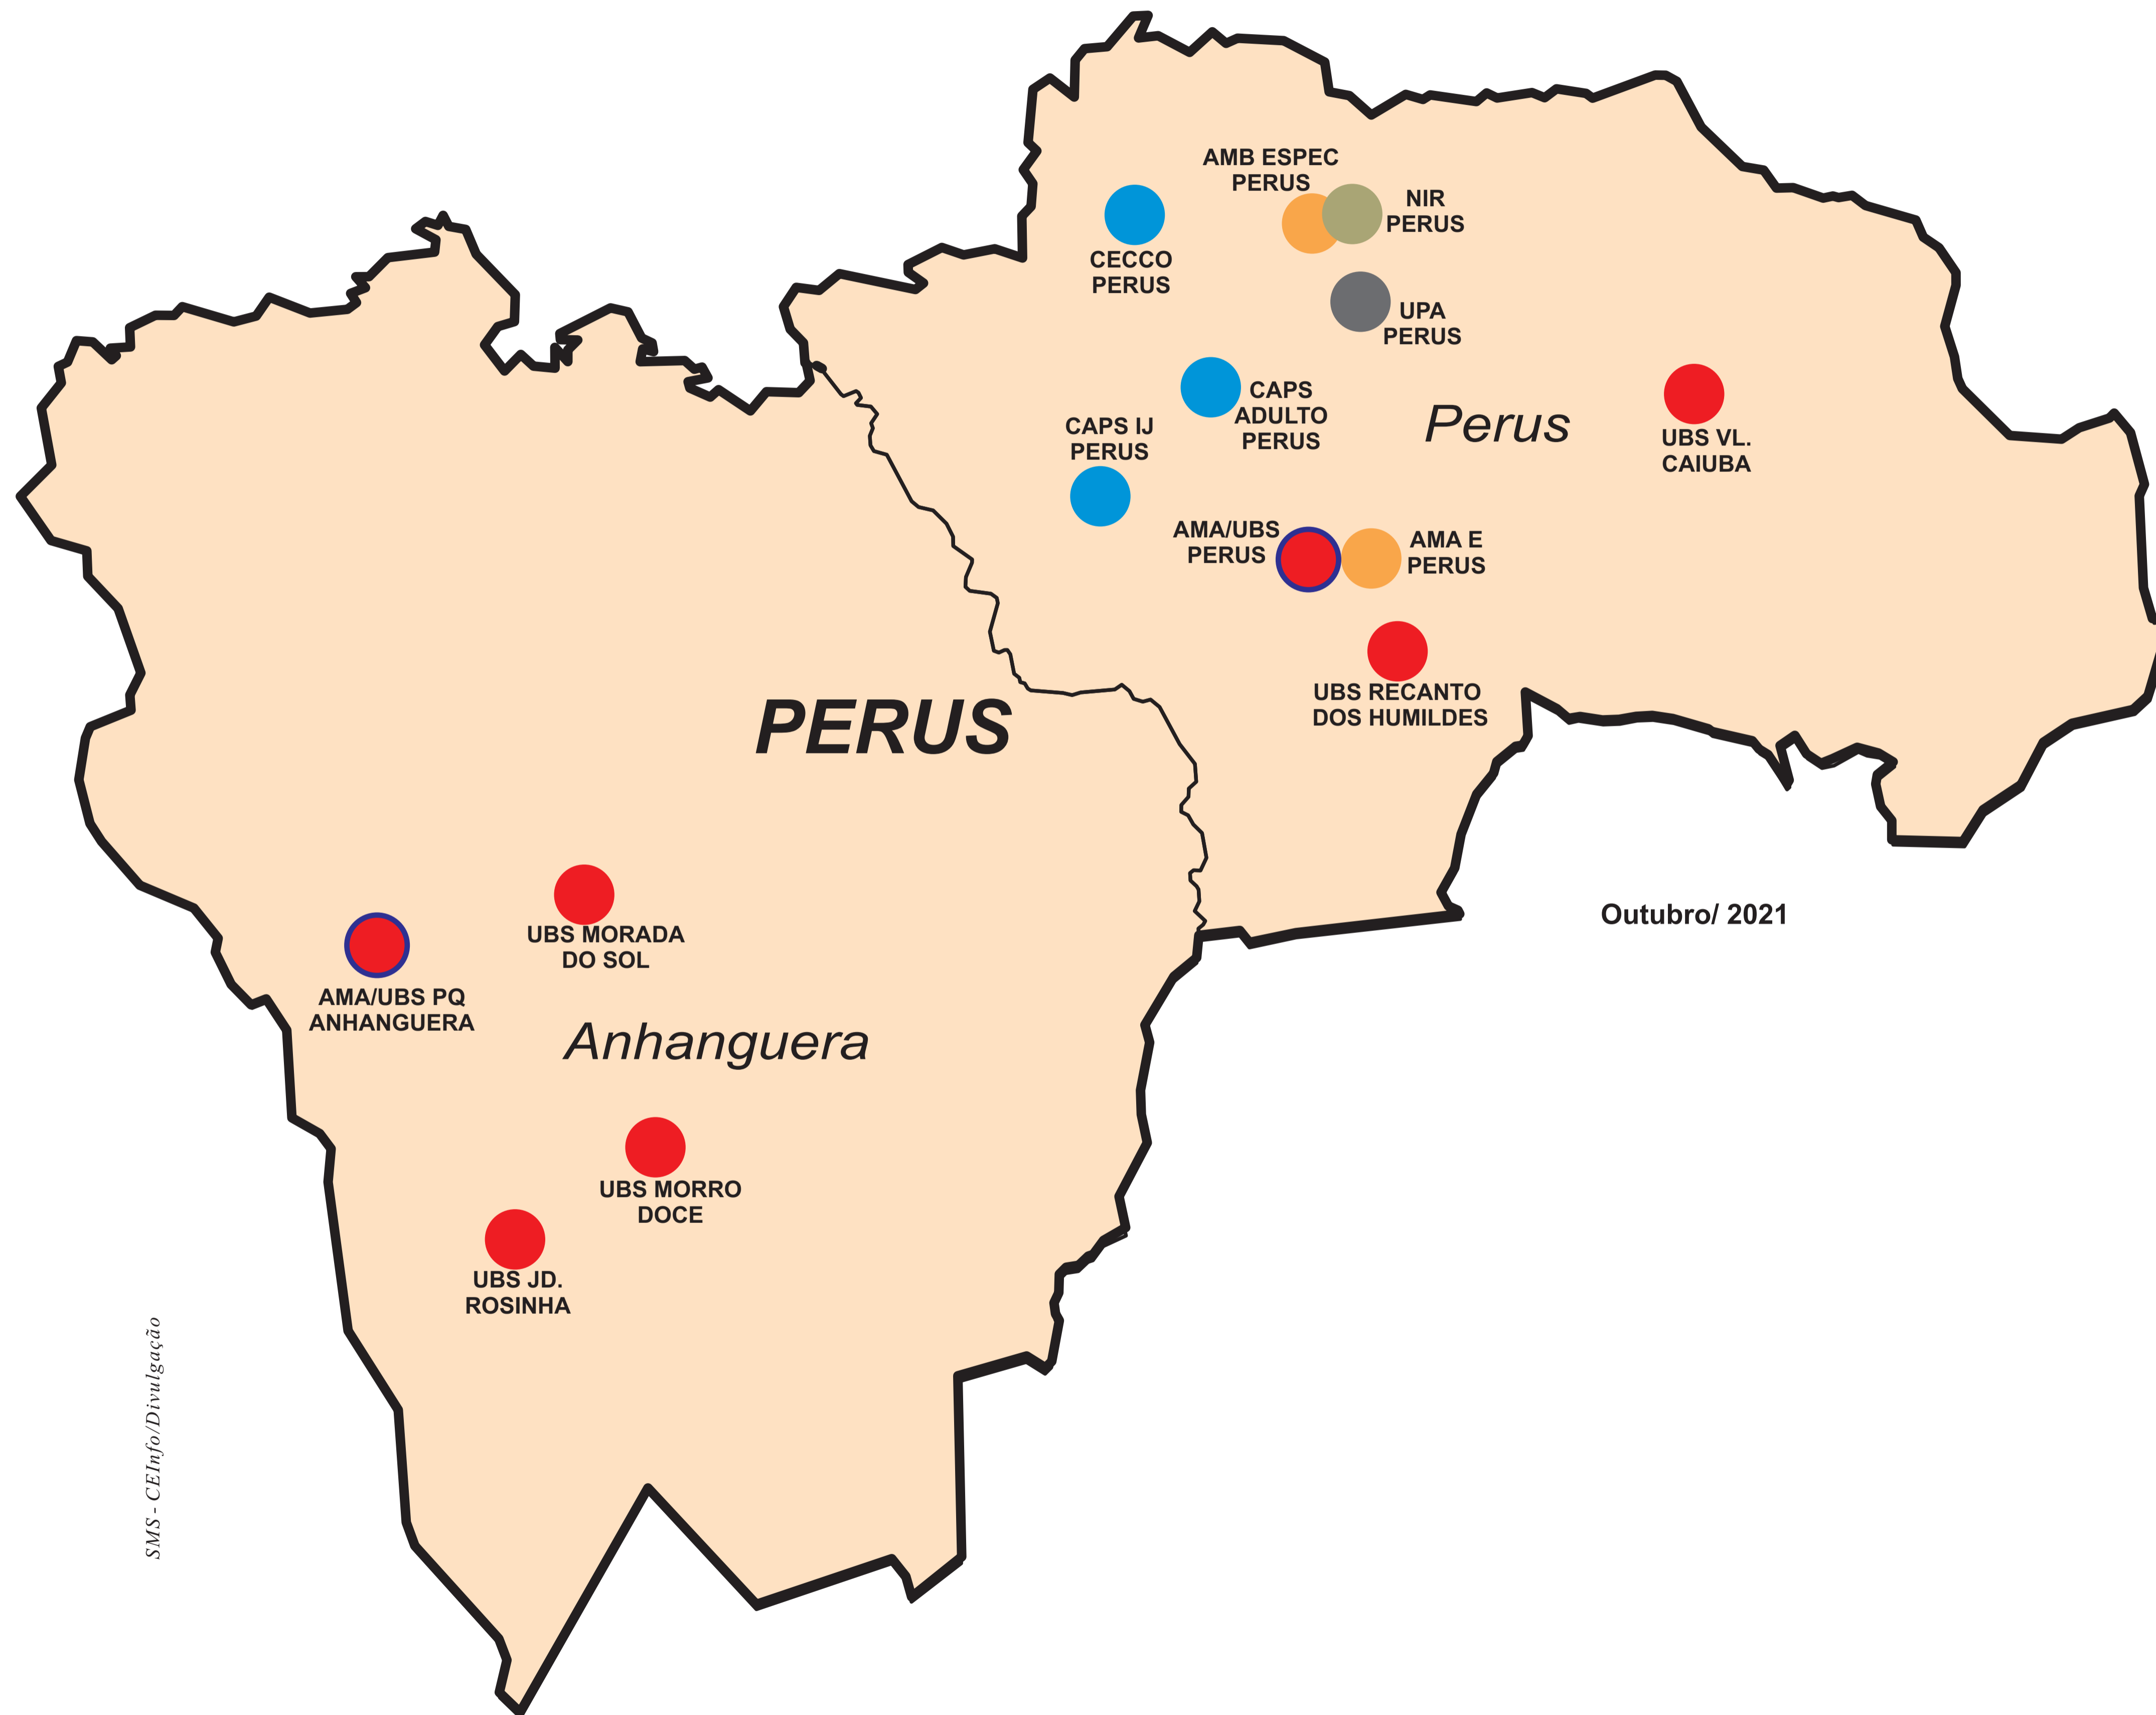 AMB ESPEC
PERUS
NIR
PERUS
CECCO
PERUS
UPA
PERUS
CAPS
ADULTO
PERUS
Perus
CAPS IJ
PERUS
UBS VL.
CAIUBA
AMA/UBS
PERUS
AMA E
PERUS
UBS RECANTO
DOS HUMILDES
PERUS
Outubro/ 2021
UBS MORADA
DO SOL
AMA/UBS PQ
ANHANGUERA
Anhanguera
UBS MORRO
DOCE
UBS JD.
ROSINHA
SMS - CEInfo/Divulgação